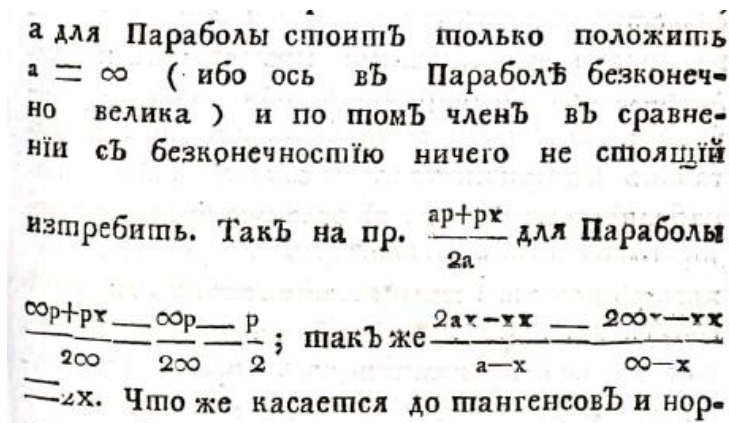 а для Параболы стоитЪ только положить
a = ∞ ( ибо ось вЪ Параболѣ безконеч-
но велика ) и по томЪ членЪ вЪ сравне-
нїи сЪ безконечностїю ничего не стоящїй
изтребить. ТакЪ на пр. ap+px/2a для Параболы
∞p+px/2∞ = ∞p/2∞ = p/2 ; такЪ же 2ax-xx/a-x = 2∞x-xx/∞-x
=2x. Что же касается до тангенсовЪ и нор-